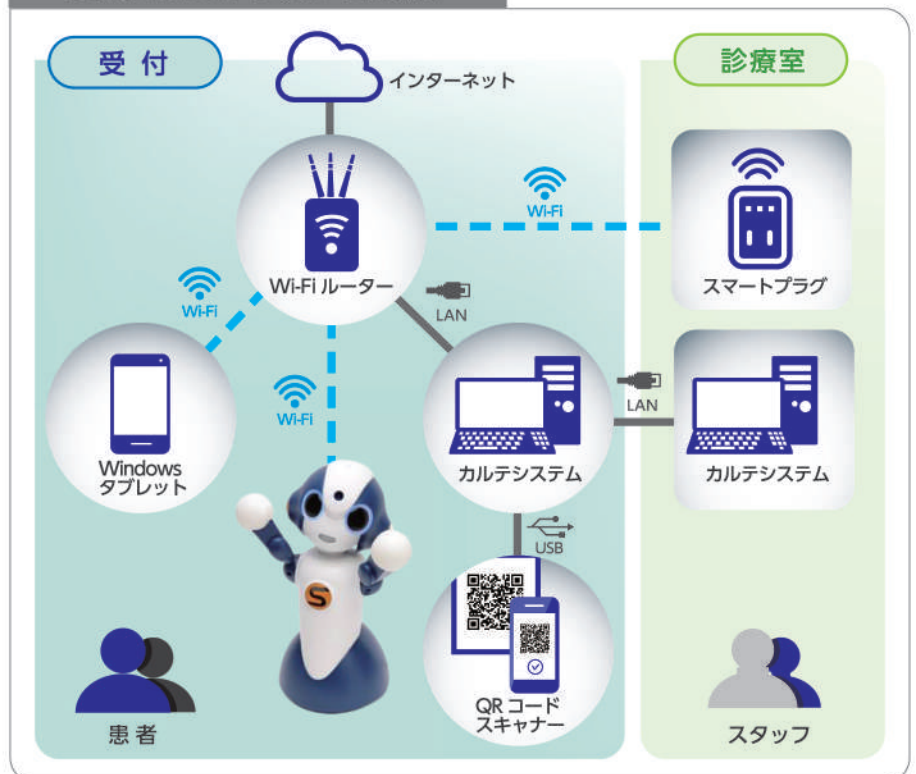 受付
診療室
インターネット
Wi-Fi
Wi-Fi ルーター
スマートプラグ
Wi-Fi
LAN
Wi-Fi
LAN
Windows
タブレット
カルテシステム
カルテシステム
USB
S
QR コード
スキャナー
患者
スタッフ